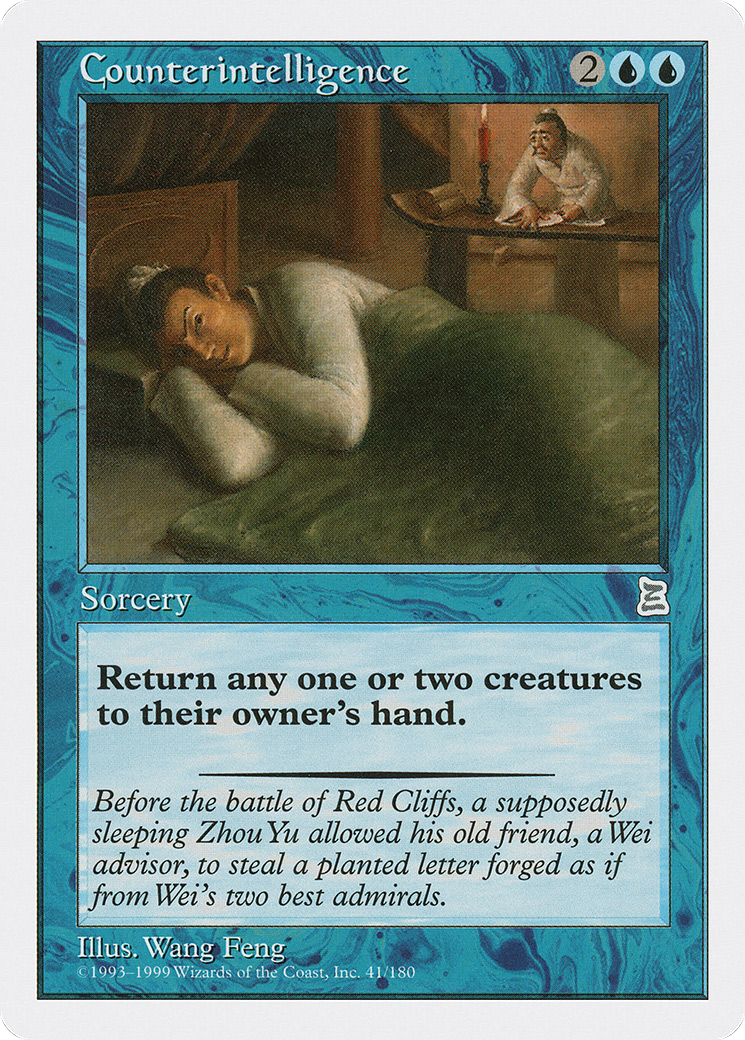 Counterintelligence 2
Sorcery
Return any one or two creatures
to their owner's hand.
Before the battle of Red Cliffs, a supposedly
sleeping Zhou Yu allowed his old friend, a Wei
advisor, to steal a planted letter forged as if
from Wei's two best admirals.
Illus. Wang Feng
©1993–1999 Wizards of the Coast, Inc. 41/180